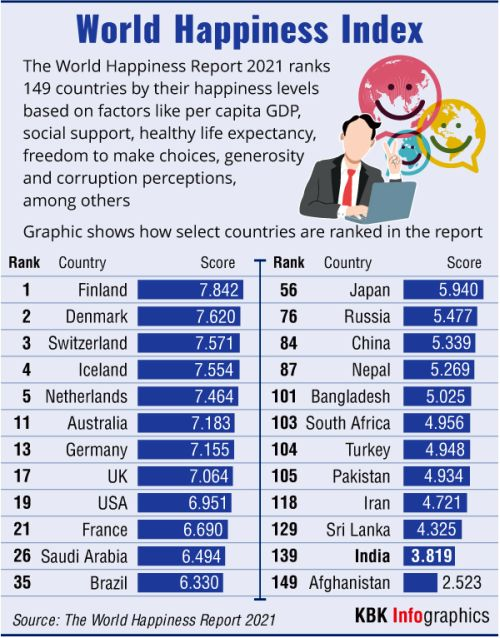 World Happiness Index
The World Happiness Report 2021 ranks
149 countries by their happiness levels
based on factors like per capita GDP,
social support, healthy life expectancy,
freedom to make choices, generosity
and corruption perceptions,
among others
Graphic shows how select countries are ranked in the report
Rank Country Score
1 Finland 7.842
2 Denmark 7.620
3 Switzerland 7.571
4 Iceland 7.554
5 Netherlands 7.464
11 Australia 7.183
13 Germany 7.155
17 UK 7.064
19 USA 6.951
21 France 6.690
26 Saudi Arabia 6.494
35 Brazil 6.330
Rank Country Score
56 Japan 5.940
76 Russia 5.477
84 China 5.339
87 Nepal 5.269
101 Bangladesh 5.025
103 South Africa 4.956
104 Turkey 4.948
105 Pakistan 4.934
118 Iran 4.721
129 Sri Lanka 4.325
139 India 3.819
149 Afghanistan 2.523
Source: The World Happiness Report 2021
KBK Infographics